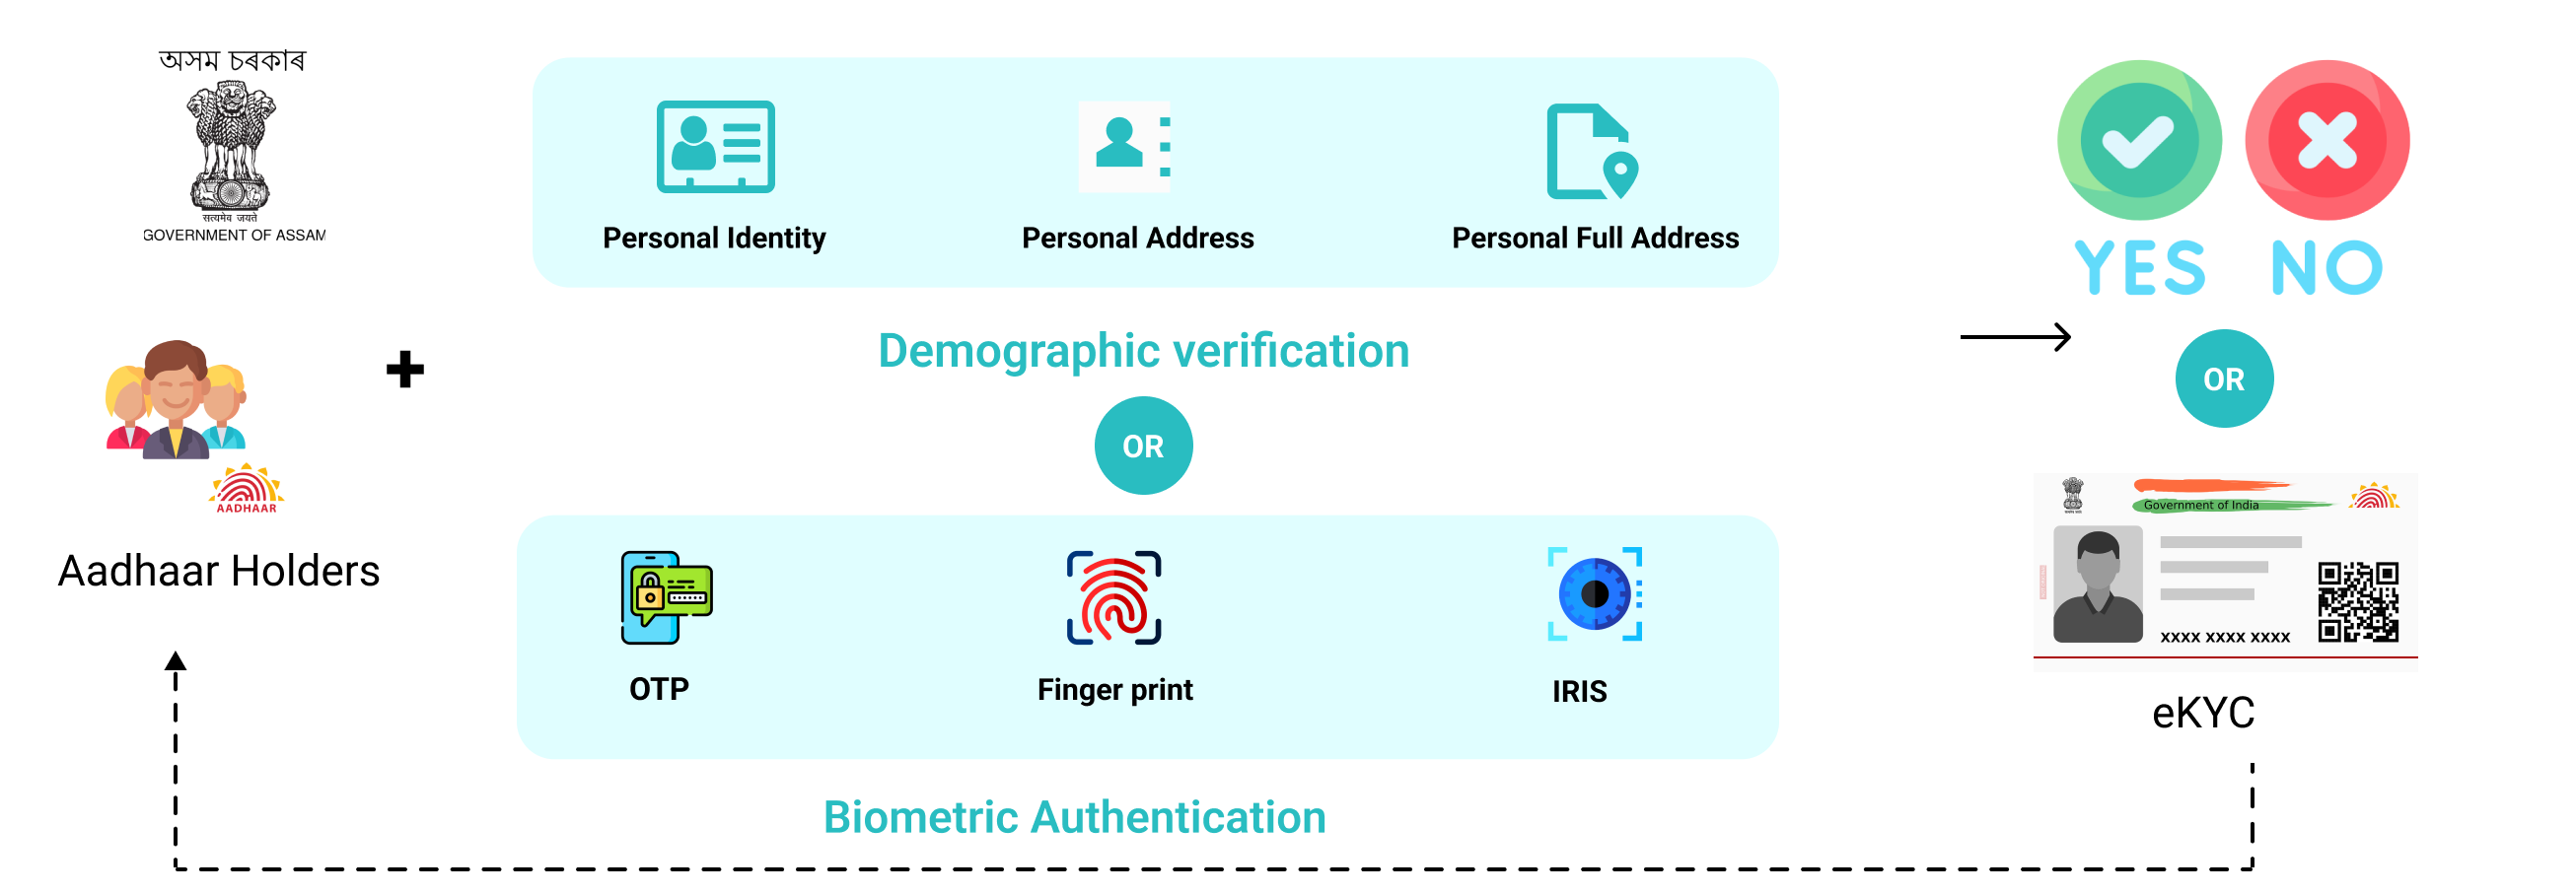 অসম চৰকাৰ
सत्यमेव जयते
GOVERNMENT OF ASSAM
AADHAAR
Aadhaar Holders
Personal Identity
Personal Address
Personal Full Address
Demographic verification
OR
OTP
Finger print
IRIS
Biometric Authentication
YES NO
OR
Government of India
xxxx xxxx xxxx
eKYC